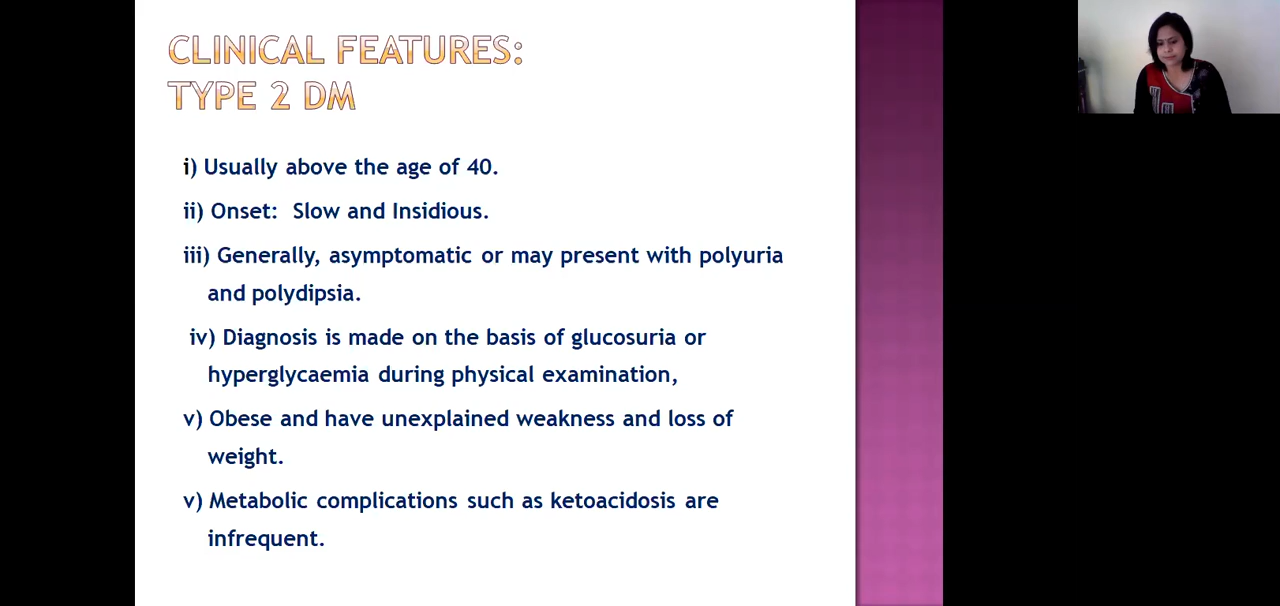 CLINICAL FEATURES:
TYPE 2 DM
i) Usually above the age of 40.
ii) Onset:  Slow and Insidious.
iii) Generally, asymptomatic or may present with polyuria
and polydipsia.
iv) Diagnosis is made on the basis of glucosuria or
hyperglycaemia during physical examination,
v) Obese and have unexplained weakness and loss of
weight.
v) Metabolic complications such as ketoacidosis are
infrequent.